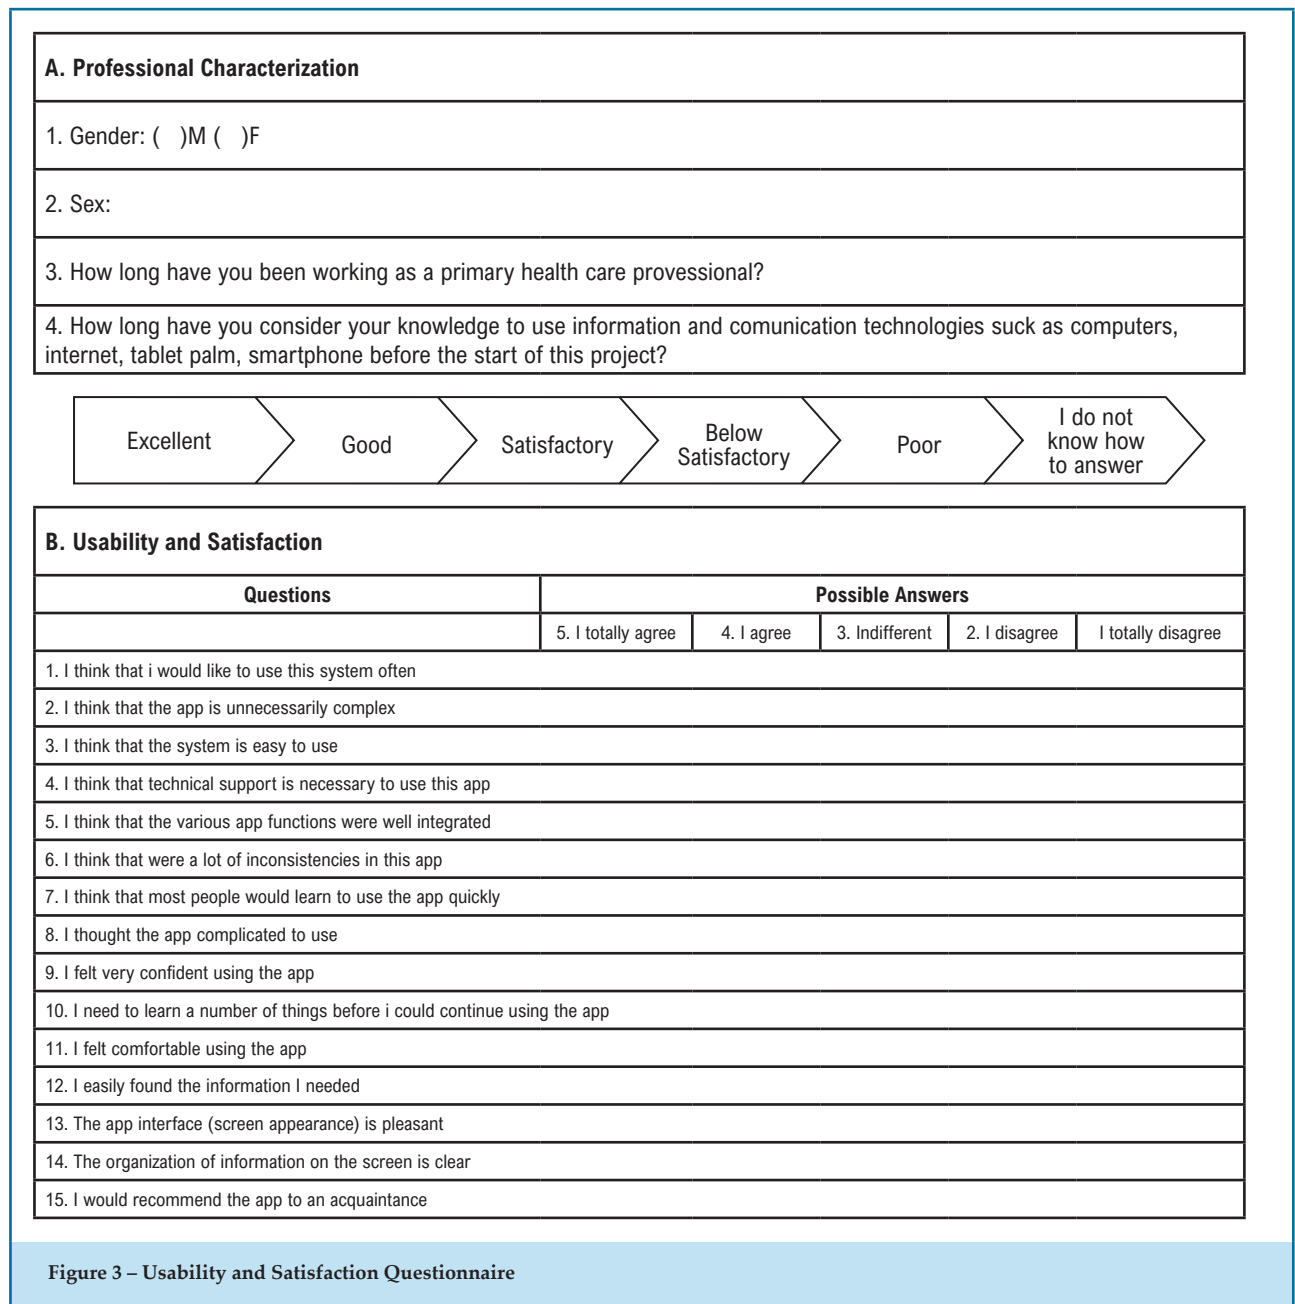 A. Professional Characterization
1. Gender: (   )M (   )F
2. Sex:
3. How long have you been working as a primary health care provessional?
4. How long have you consider your knowledge to use information and comunication technologies suck as computers,
internet, tablet palm, smartphone before the start of this project?
Excellent
Good
Satisfactory
Below
Satisfactory
Poor
I do not
know how
to answer
B. Usability and Satisfaction
Questions Possible Answers
5. I totally agree 4. I agree 3. Indifferent 2. I disagree I totally disagree
1. I think that i would like to use this system often
2. I think that the app is unnecessarily complex
3. I think that the system is easy to use
4. I think that technical support is necessary to use this app
5. I think that the various app functions were well integrated
6. I think that were a lot of inconsistencies in this app
7. I think that most people would learn to use the app quickly
8. I thought the app complicated to use
9. I felt very confident using the app
10. I need to learn a number of things before i could continue using the app
11. I felt comfortable using the app
12. I easily found the information I needed
13. The app interface (screen appearance) is pleasant
14. The organization of information on the screen is clear
15. I would recommend the app to an acquaintance
Figure 3 – Usability and Satisfaction Questionnaire